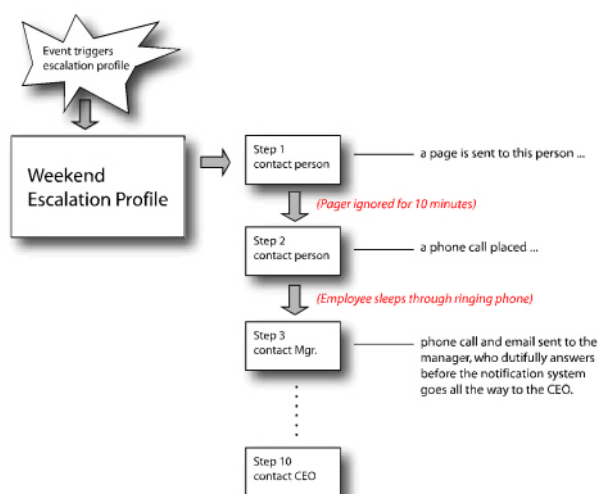 Event triggers
escalation profile
Weekend
Escalation Profile
Step 1
contact person
a page is sent to this person ...
(Pager ignored for 10 minutes)
Step 2
contact person
a phone call placed ...
(Employee sleeps through ringing phone)
Step 3
contact Mgr.
phone call and email sent to the
manager, who dutifully answers
before the notification system
goes all the way to the CEO.
Step 10
contact CEO